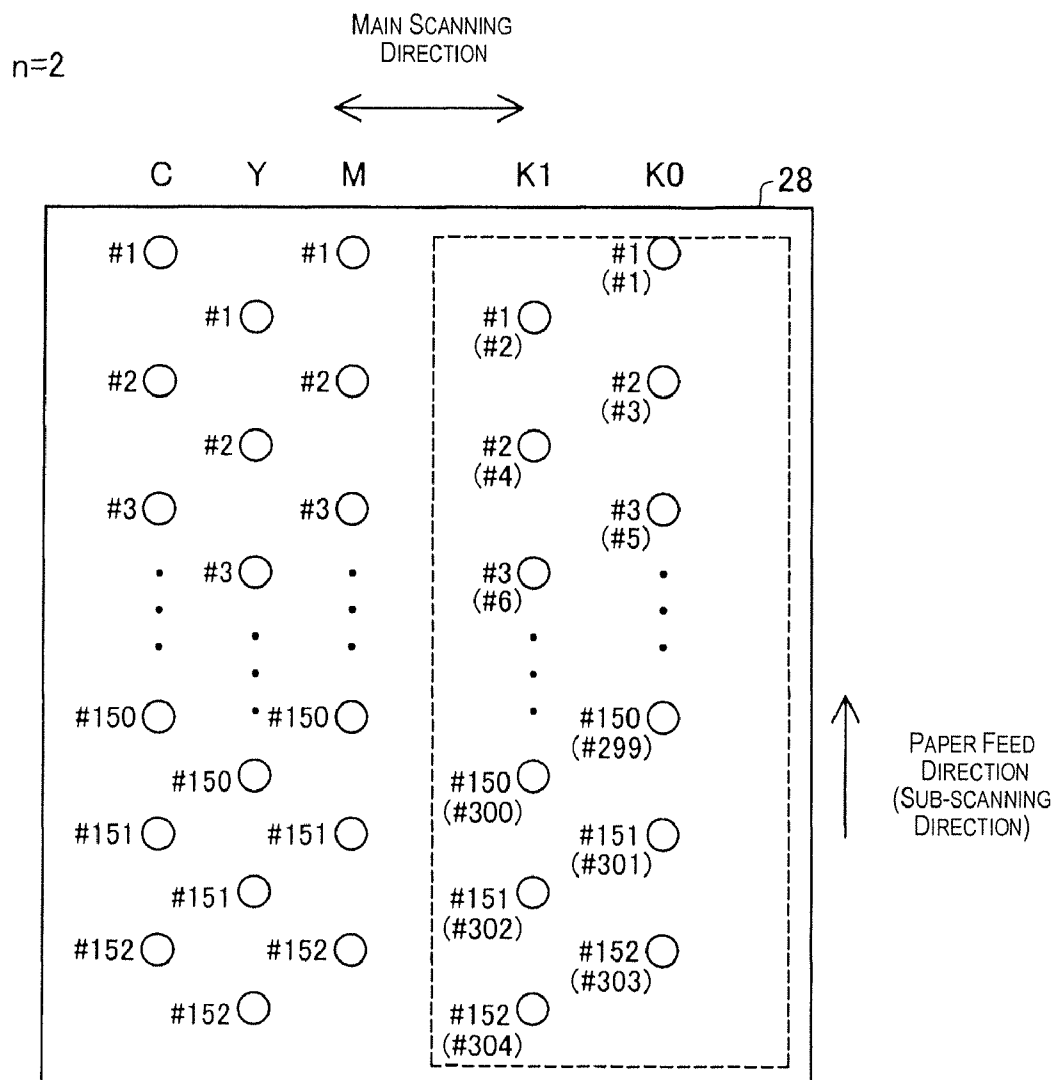 MAIN SCANNING
DIRECTION
n=2
C Y M K1 K0
28
#1 #1 #1
(#1)
#1 #1
(#2)
#2 #2 #2
(#3)
#2 #2
(#4)
#3 #3 #3
(#5)
#3 #3
(#6)
#150 #150 #150
(#299)
#150 #150
(#300)
#151 #151 #151
(#301)
#151 #151
(#302)
#152 #152 #152
(#303)
#152 #152
(#304)
PAPER FEED
DIRECTION
(SUB-SCANNING
DIRECTION)